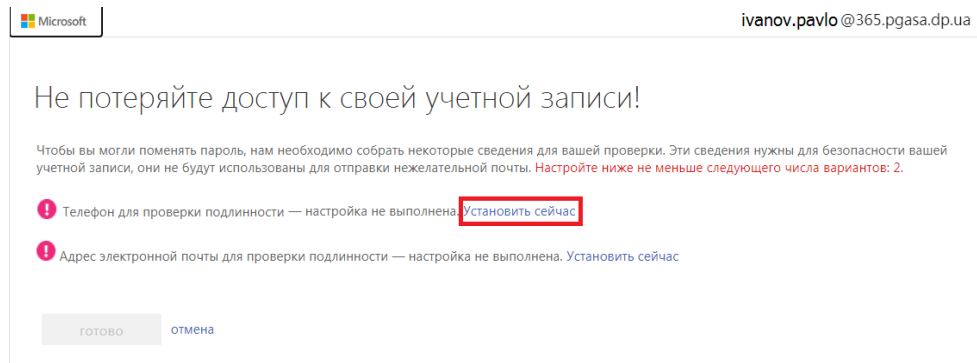 Microsoft
ivanov.pavlo @365.pgasa.dp.ua
Не потеряйте доступ к своей учетной записи!
Чтобы вы могли поменять пароль, нам необходимо собрать некоторые сведения для вашей проверки. Эти сведения нужны для безопасности вашей
учетной записи, они не будут использованы для отправки нежелательной почты. Настройте ниже не меньше следующего числа вариантов: 2.
Телефон для проверки подлинности — настройка не выполнена. Установить сейчас
Адрес электронной почты для проверки подлинности — настройка не выполнена. Установить сейчас
готово отмена